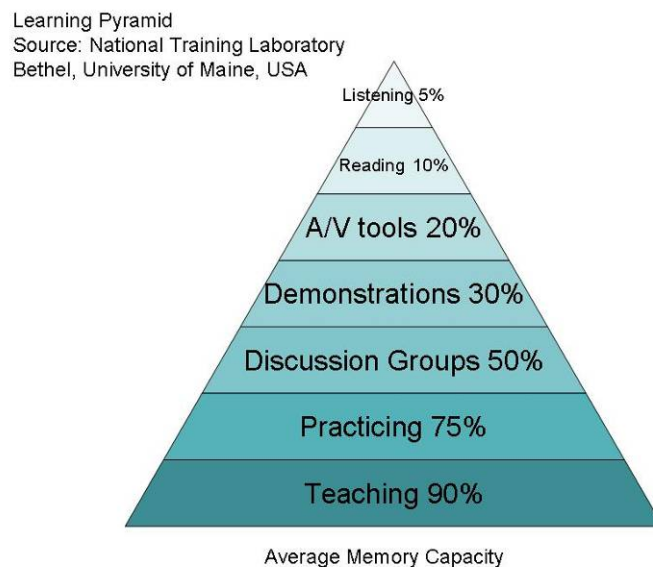 Learning Pyramid
Source: National Training Laboratory
Bethel, University of Maine, USA
Listening 5%
Reading 10%
A/V tools 20%
Demonstrations 30%
Discussion Groups 50%
Practicing 75%
Teaching 90%
Average Memory Capacity